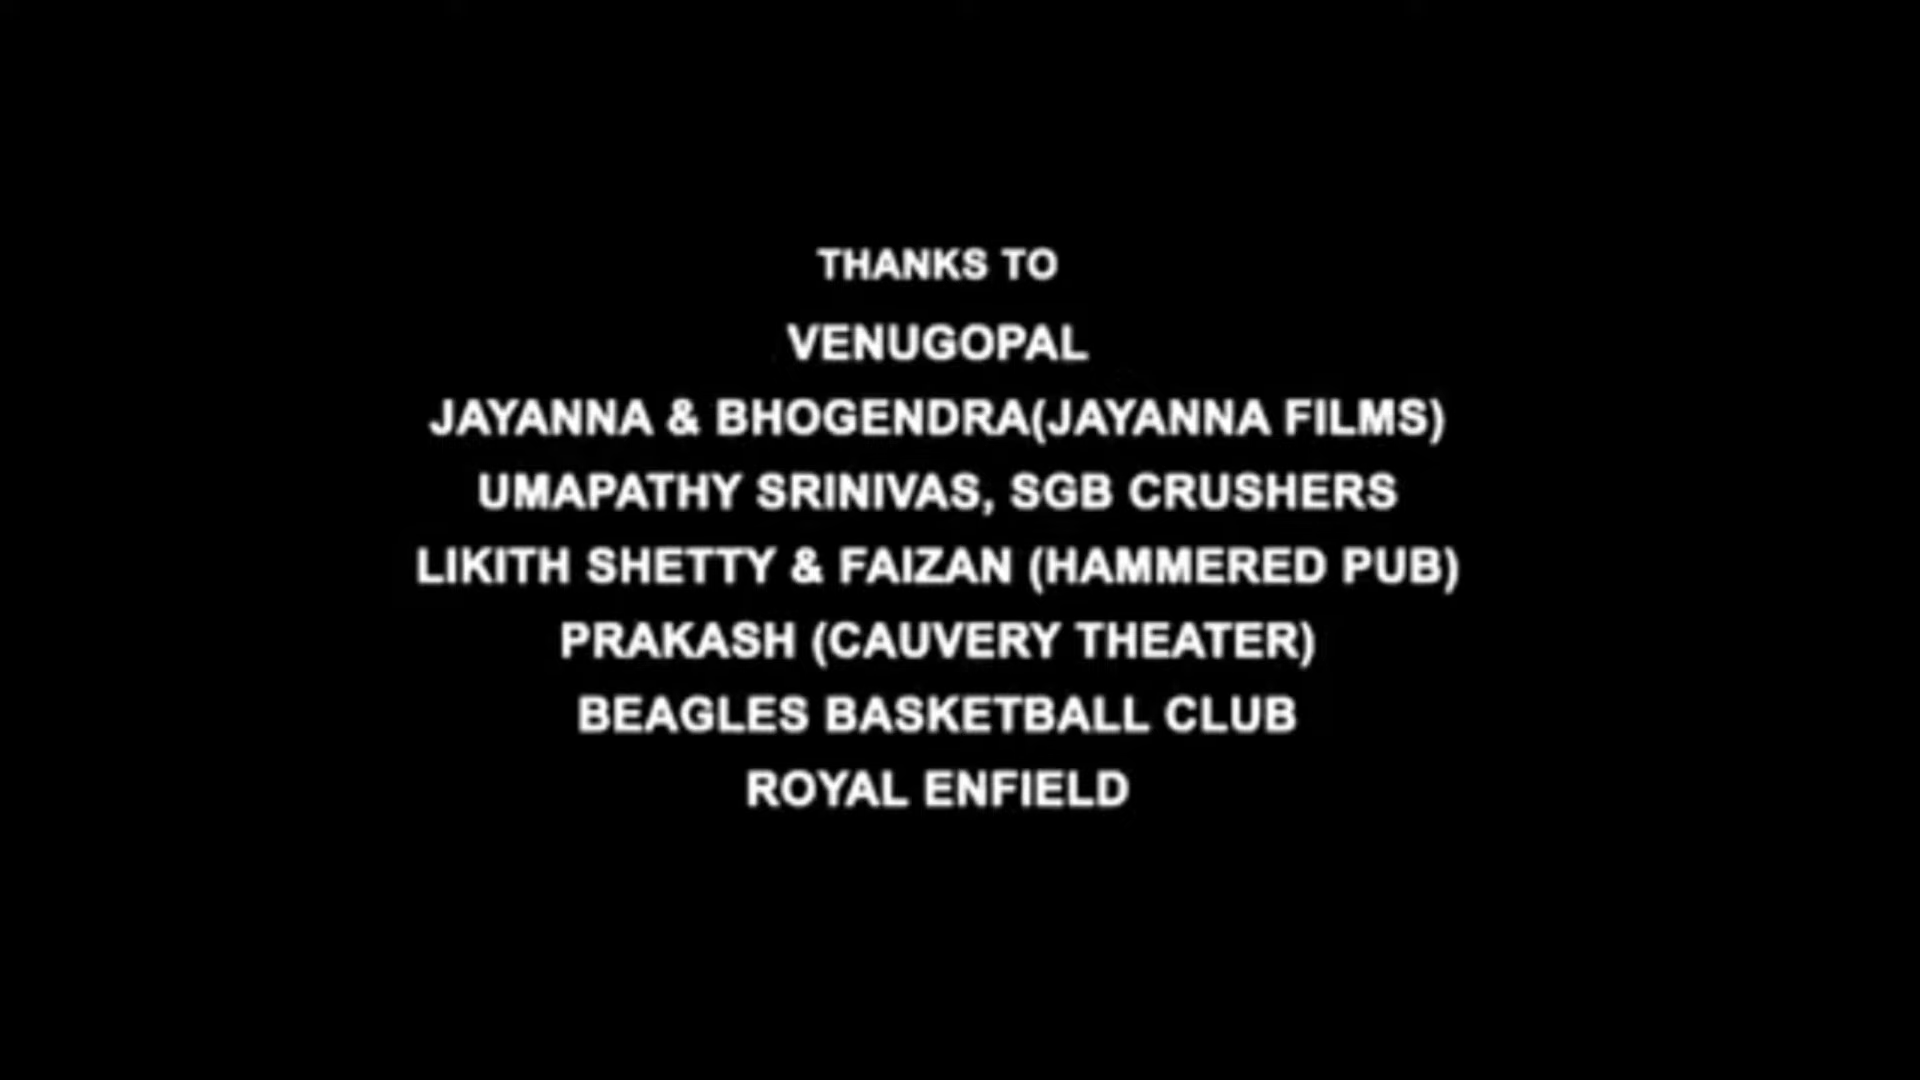 THANKS TO
VENUGOPAL
JAYANNA & BHOGENDRA(JAYANNA FILMS)
UMAPATHY SRINIVAS, SGB CRUSHERS
LIKITH SHETTY & FAIZAN (HAMMERED PUB)
PRAKASH (CAUVERY THEATER)
BEAGLES BASKETBALL CLUB
ROYAL ENFIELD